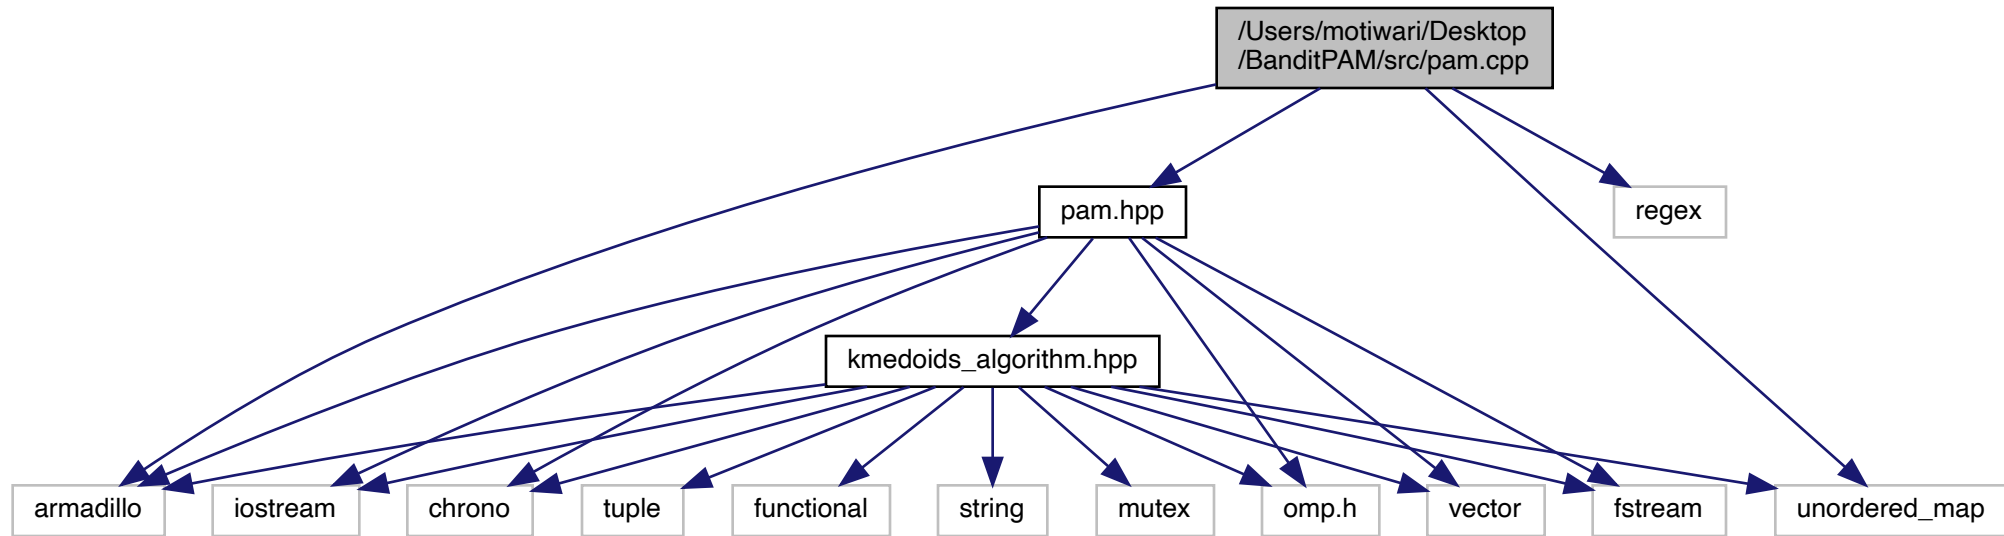 /Users/motiwari/Desktop
/BanditPAM/src/pam.cpp
pam.hpp
regex
kmedoids_algorithm.hpp
armadillo
iostream
chrono
tuple
functional
string
mutex
omp.h
vector
fstream
unordered_map